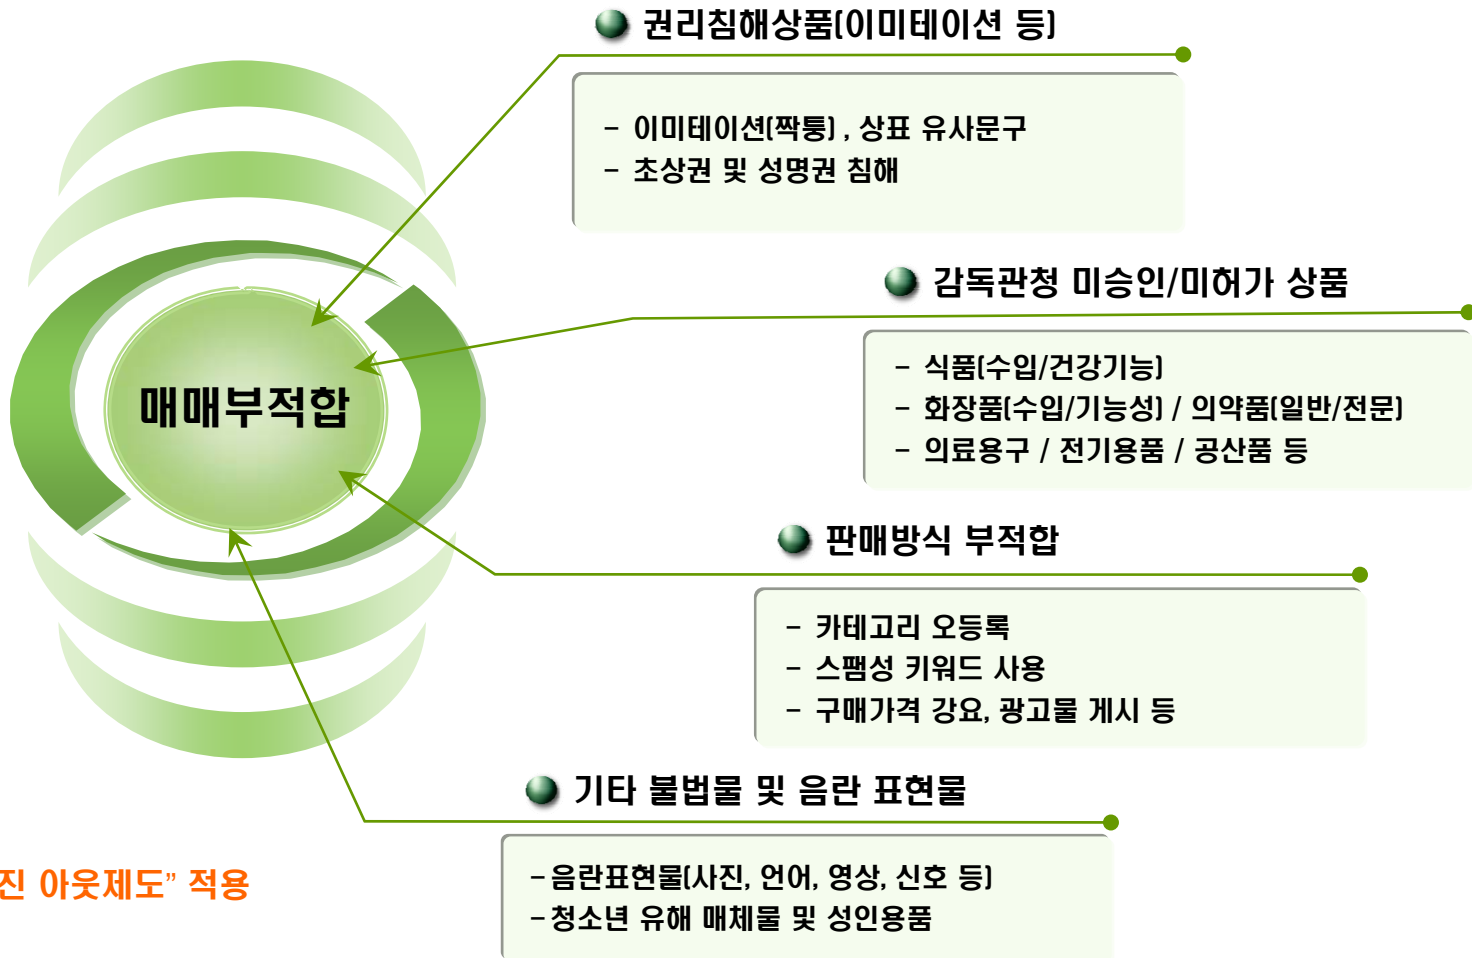 권리침해상품(이미테이션 등)
- 이미테이션(짝퉁) , 상표 유사문구
- 초상권 및 성명권 침해
감독관청 미승인/미허가 상품
- 식품(수입/건강기능)
- 화장품(수입/기능성) / 의약품(일반/전문)
- 의료용구 / 전기용품 / 공산품 등
매매부적합
판매방식 부적합
- 카테고리 오등록
- 스팸성 키워드 사용
- 구매가격 강요, 광고물 게시 등
기타 불법물 및 음란 표현물
-음란표현물(사진, 언어, 영상, 신호 등)
-청소년 유해 매체물 및 성인용품
진 아웃제도” 적용